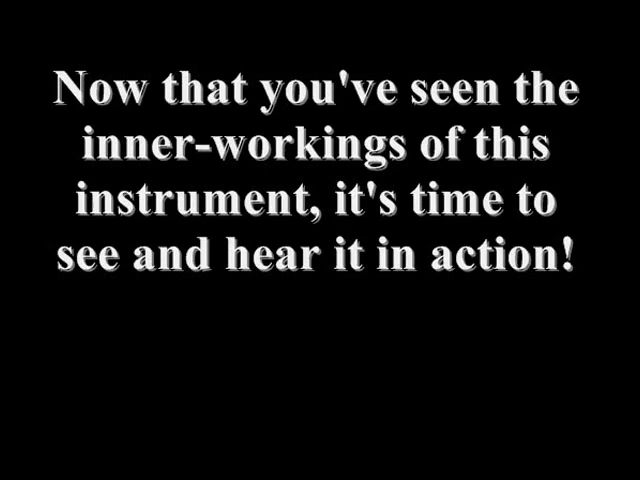 Now that you've seen the
inner-workings of this
instrument, it's time to
see and hear it in action!